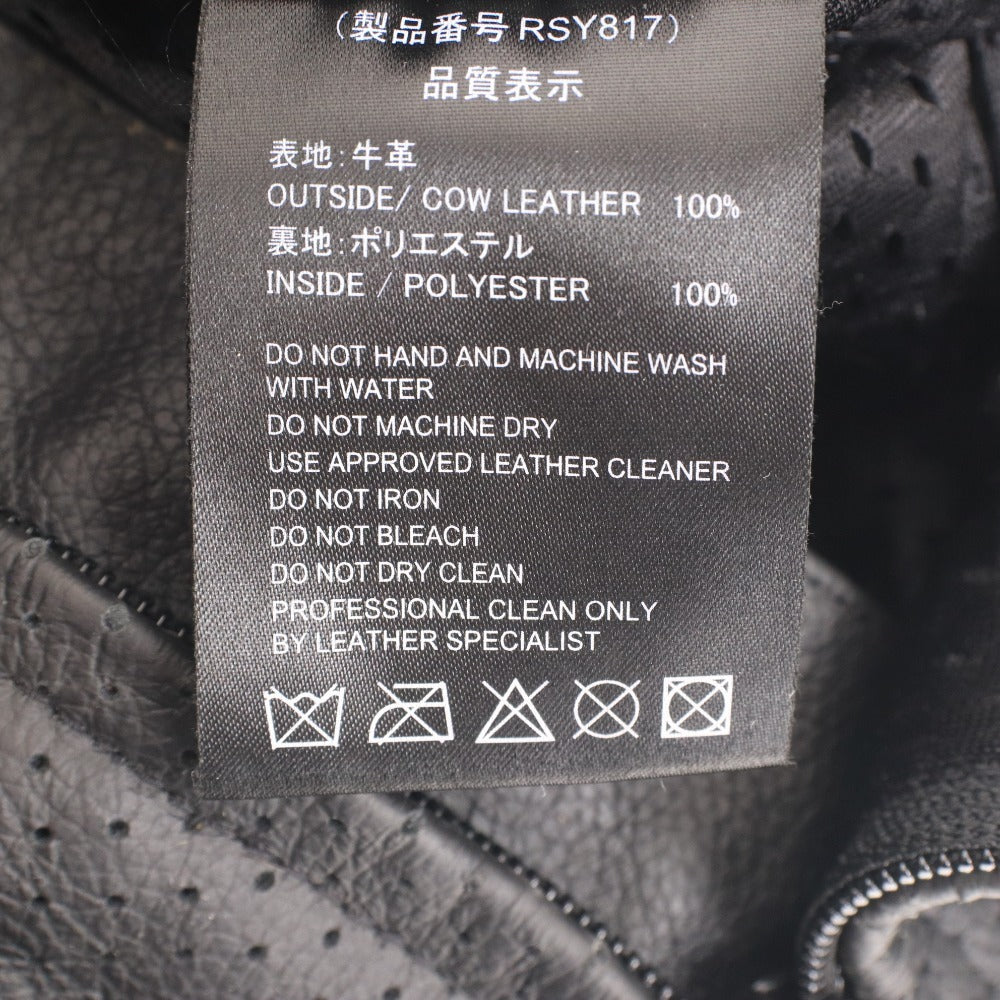 (製品番号 RSY817)
品質表示
表地:牛革
OUTSIDE/ COW LEATHER 100%
裏地:ポリエステル
INSIDE / POLYESTER 100%
DO NOT HAND AND MACHINE WASH
WITH WATER
DO NOT MACHINE DRY
USE APPROVED LEATHER CLEANER
DO NOT IRON
DO NOT BLEACH
DO NOT DRY CLEAN
PROFESSIONAL CLEAN ONLY
BY LEATHER SPECIALIST